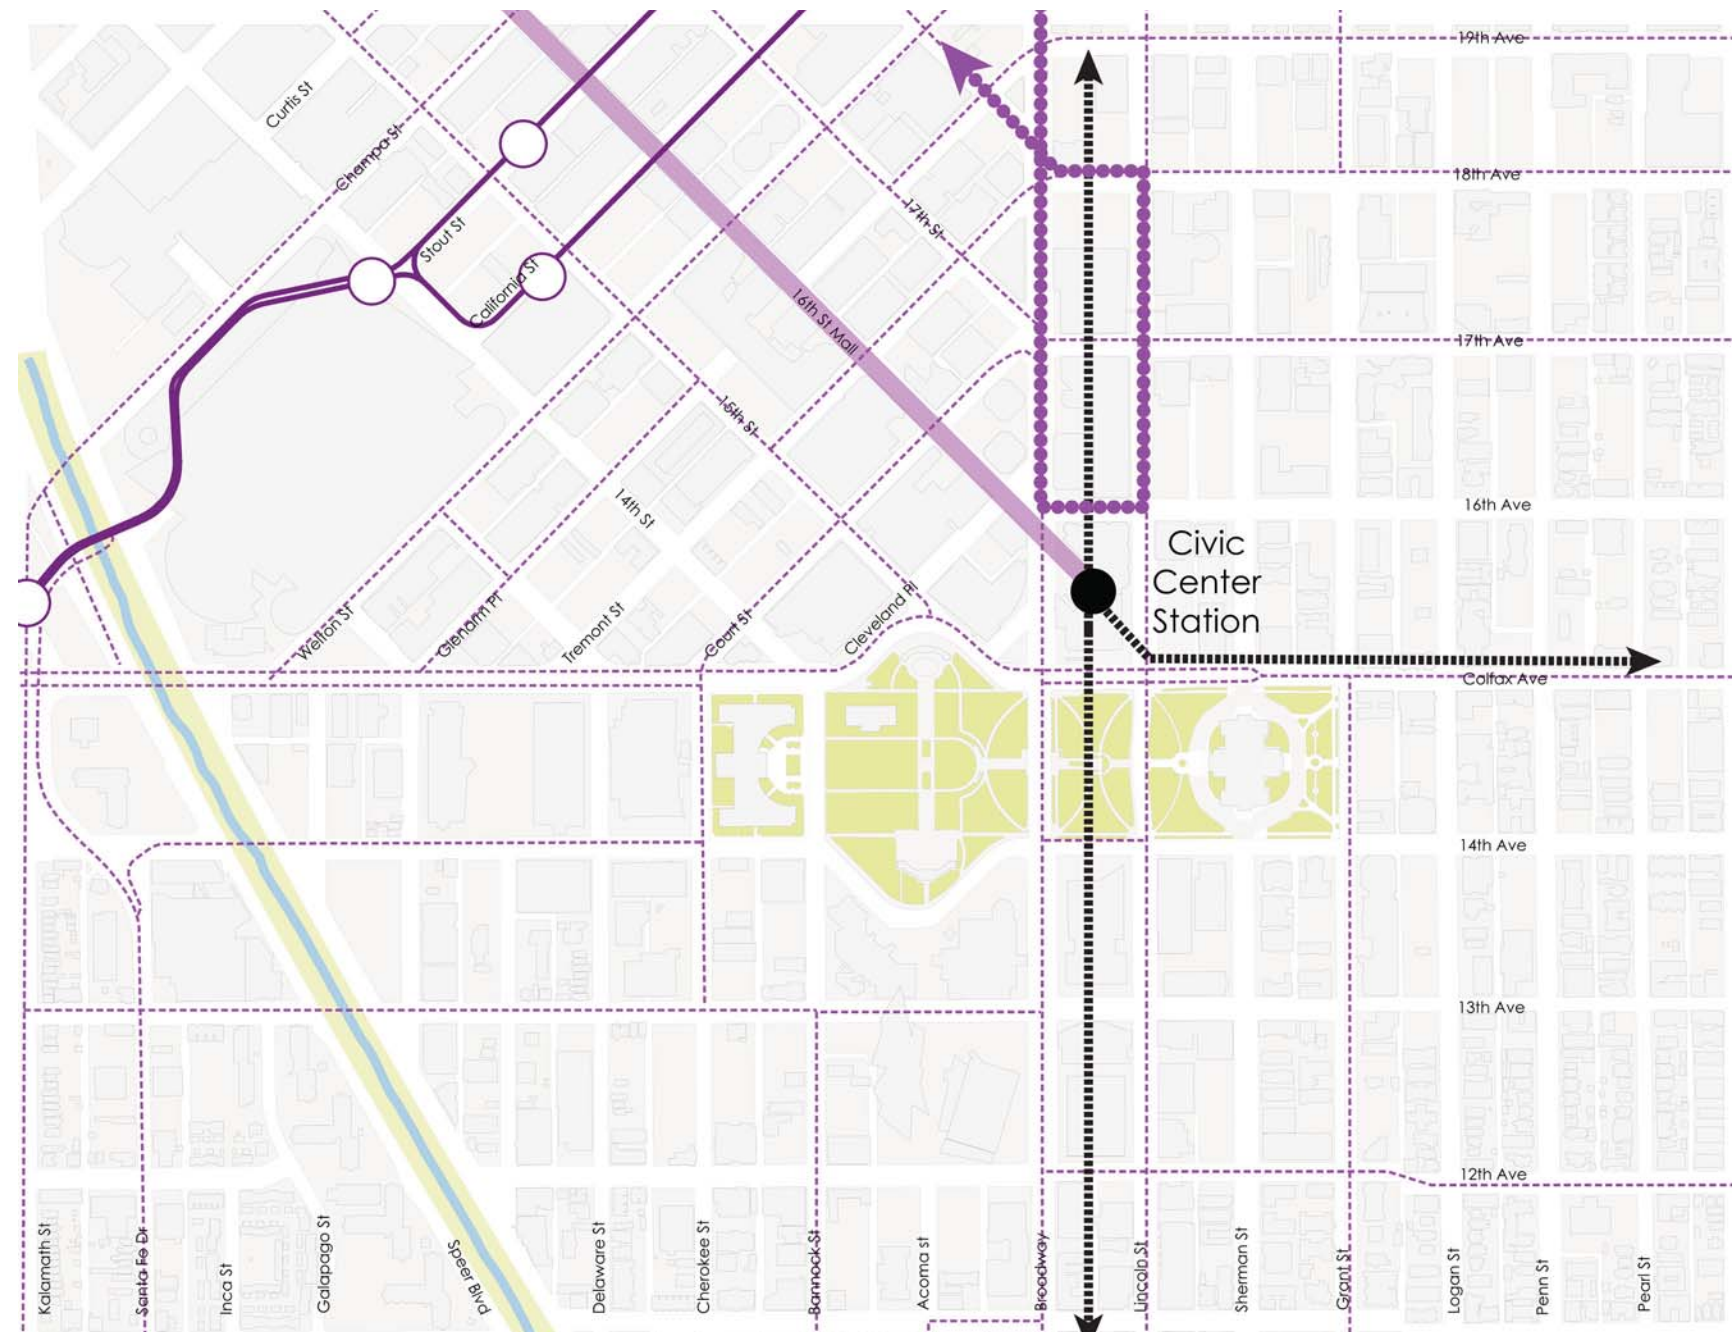 19th Ave
Curtis St
Champa St
18th Ave
17th St
Stout St
California St
16th St Mall
17th Ave
15th St
14th St
16th Ave
Civic
Center
Station
Welton St
Glenarm Pl
Tremont St
Court St
Cleveland Pl
Colfax Ave
14th Ave
13th Ave
12th Ave
Kalamath St
Santa Fe Dr
Inca St
Galapago St
Speer Blvd
Delaware St
Cherokee St
Bannock St
Acoma st
Broadway
Lincoln St
Sherman St
Grant St
Logan St
Penn St
Pearl St